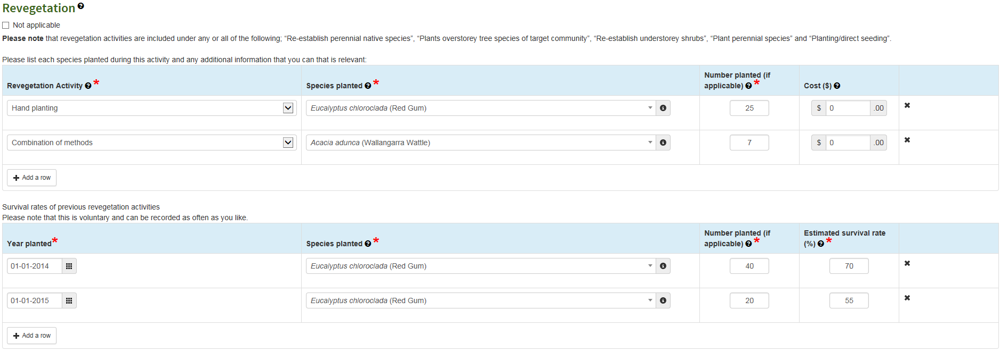 Revegetation
Not applicable
Please note that revegetation activities are included under any or all of the following; “Re-establish perennial native species”, “Plants overstorey tree species of target community”, “Re-establish understorey shrubs”, “Plant perennial species” and “Planting/direct seeding”.
Please list each species planted during this activity and any additional information that you can that is relevant:
Revegetation Activity * Species planted * Number planted (if applicable) * Cost ($)
Hand planting Eucalyptus chloroclada (Red Gum) 25 $ 0 .00
Combination of methods Acacia adunca (Wallangarra Wattle) 7 $ 0 .00
Add a row
Survival rates of previous revegetation activities
Please note that this is voluntary and can be recorded as often as you like.
Year planted* Species planted * Number planted (if applicable) * Estimated survival rate (%) *
01-01-2014 Eucalyptus chloroclada (Red Gum) 40 70
01-01-2015 Eucalyptus chloroclada (Red Gum) 20 55
Add a row